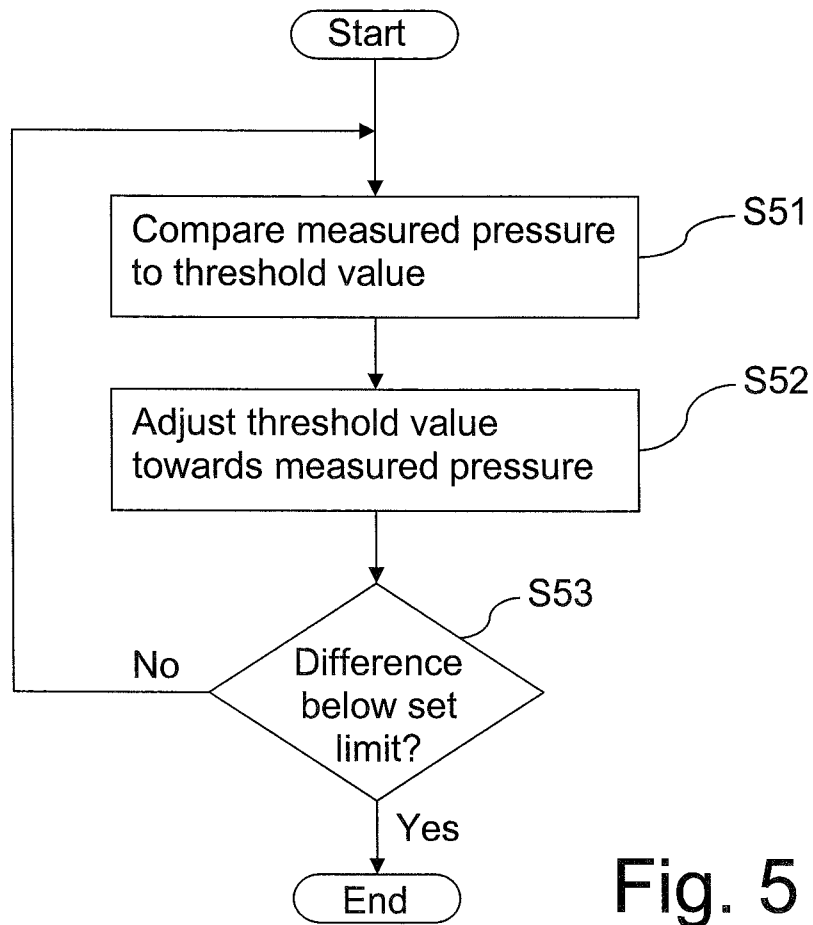 Start
Compare measured pressure
to threshold value
S51
Adjust threshold value
towards measured pressure
S52
S53
Difference
below set
limit?
No
Yes
End
Fig. 5